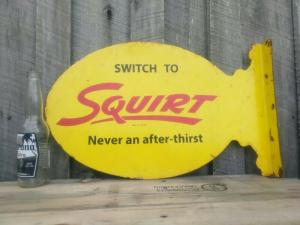 SWITCH TO
SQUIRT
Never an after-thirst